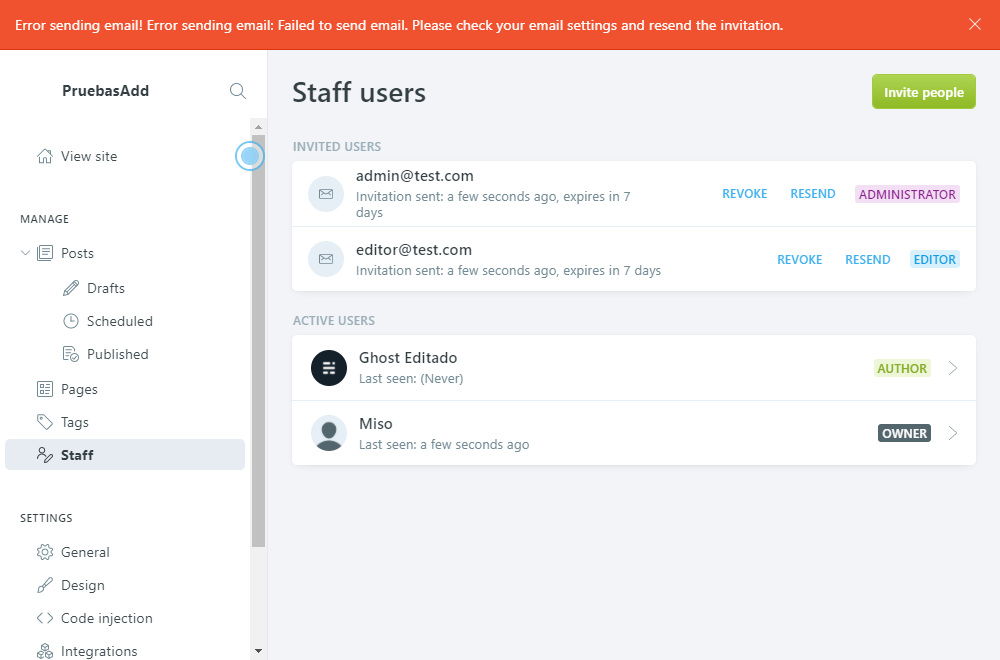 Error sending email! Error sending email: Failed to send email. Please check your email settings and resend the invitation.
PruebasAdd
View site
MANAGE
Posts
Drafts
Scheduled
Published
Pages
Tags
Staff
SETTINGS
General
Design
Code injection
Integrations
Staff users
Invite people
INVITED USERS
admin@test.com
Invitation sent: a few seconds ago, expires in 7
days
REVOKE RESEND ADMINISTRATOR
editor@test.com
Invitation sent: a few seconds ago, expires in 7 days
REVOKE RESEND EDITOR
ACTIVE USERS
Ghost Editado
Last seen: (Never)
AUTHOR
Miso
Last seen: a few seconds ago
OWNER